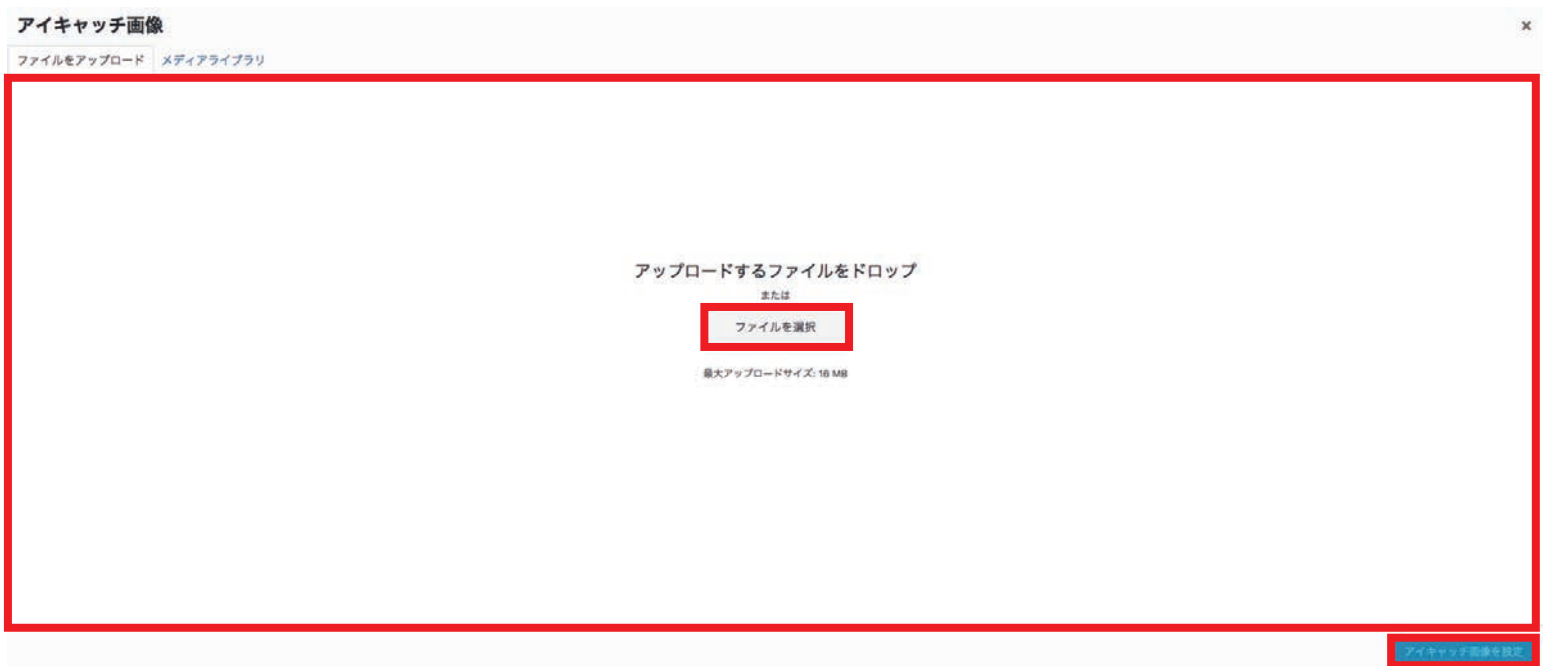 アイキャッチ画像
×
ファイルをアップロード メディアライブラリ
アップロードするファイルをドロップ
または
ファイルを選択
最大アップロードサイズ: 16 MB
アイキャッチ画像を設定